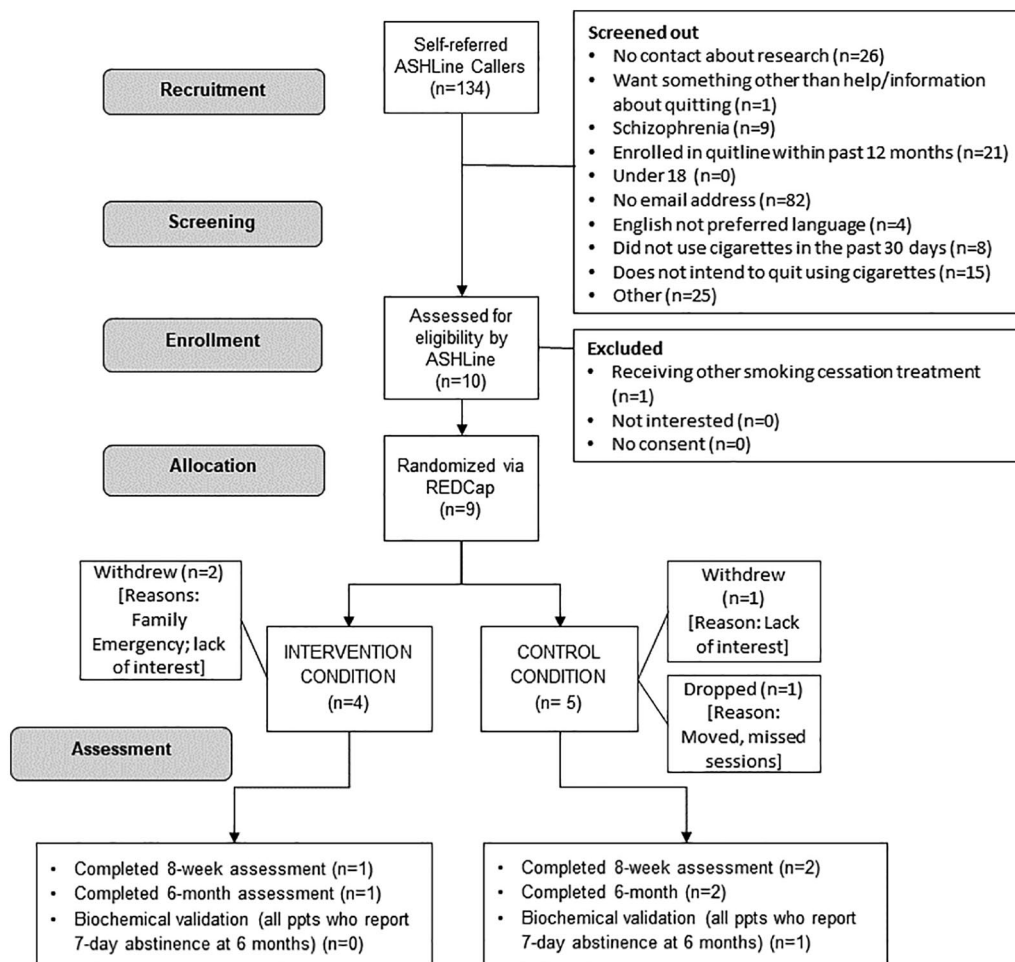 Recruitment
Self-referred
ASHLine Callers
(n=134)
Screened out
• No contact about research (n=26)
• Want something other than help/information
about quitting (n=1)
• Schizophrenia (n=9)
• Enrolled in quitline within past 12 months (n=21)
• Under 18 (n=0)
• No email address (n=82)
• English not preferred language (n=4)
• Did not use cigarettes in the past 30 days (n=8)
• Does not intend to quit using cigarettes (n=15)
• Other (n=25)
Screening
Enrollment
Assessed for
eligibility by
ASHLine
(n=10)
Excluded
• Receiving other smoking cessation treatment
(n=1)
• Not interested (n=0)
• No consent (n=0)
Allocation
Randomized via
REDCap
(n=9)
Withdrew (n=2)
[Reasons:
Family
Emergency; lack
of interest]
INTERVENTION
CONDITION
(n=4)
CONTROL
CONDITION
(n= 5)
Withdrew
(n=1)
[Reason: Lack
of interest]
Dropped (n=1)
[Reason:
Moved, missed
sessions]
Assessment
• Completed 8-week assessment (n=1)
• Completed 6-month assessment (n=1)
• Biochemical validation (all ppts who report
7-day abstinence at 6 months) (n=0)
• Completed 8-week assessment (n=2)
• Completed 6-month (n=2)
• Biochemical validation (all ppts who report
7-day abstinence at 6 months) (n=1)